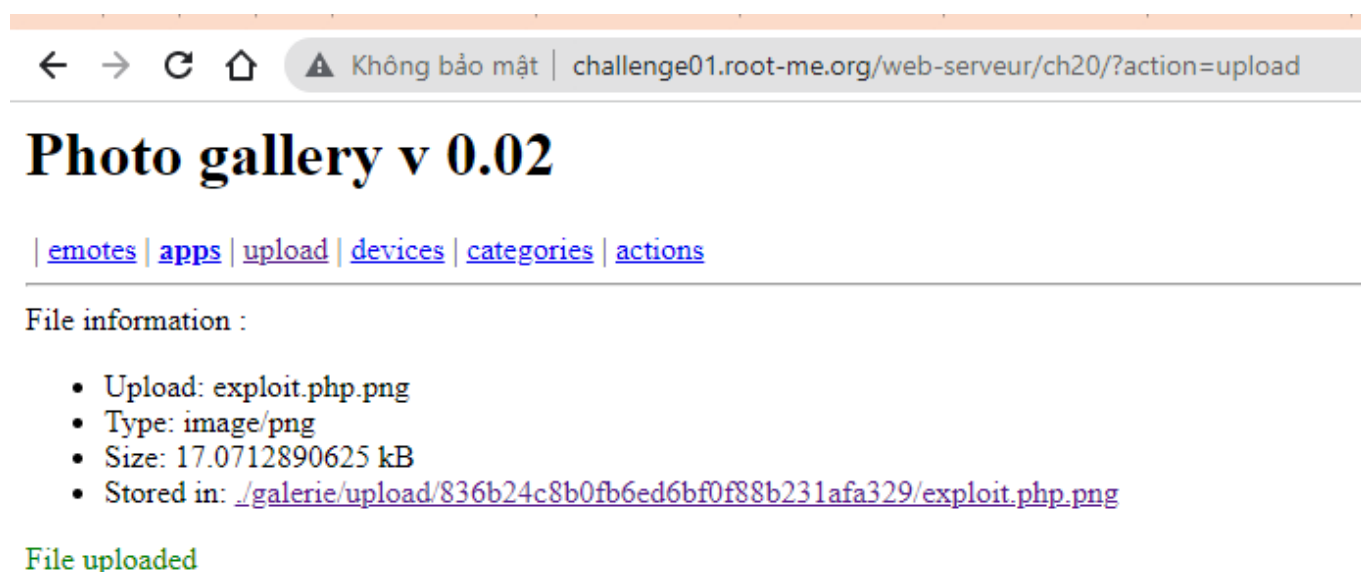 Không bảo mật | challenge01.root-me.org/web-serveur/ch20/?action=upload
Photo gallery v 0.02
| emotes | apps | upload | devices | categories | actions
File information :
• Upload: exploit.php.png
• Type: image/png
• Size: 17.0712890625 kB
• Stored in: ./galerie/upload/836b24c8b0fb6ed6bf0f88b231afa329/exploit.php.png
File uploaded